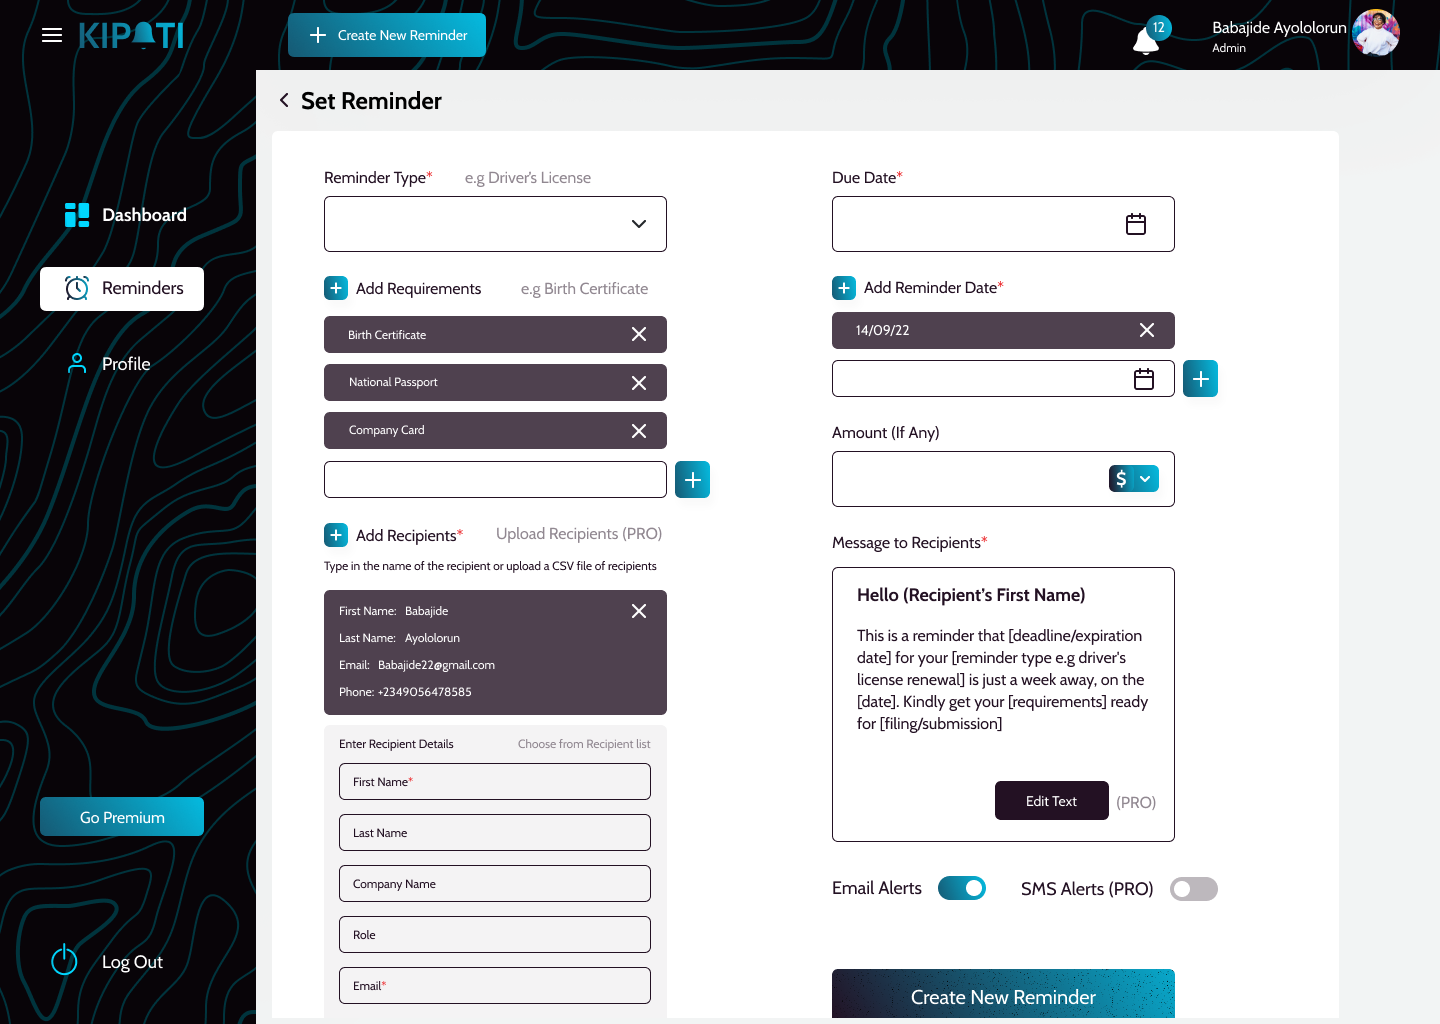 KIPATI
Create New Reminder
12
Babajide Ayololorun
Admin
Set Reminder
Dashboard
Reminders
Profile
Go Premium
Log Out
Reminder Type*
e.g Driver's License
Add Requirements
e.g Birth Certificate
Birth Certificate
National Passport
Company Card
Add Recipients*
Upload Recipients (PRO)
Type in the name of the recipient or upload a CSV file of recipients
First Name: Babajide
Last Name: Ayololorun
Email: Babajide22@gmail.com
Phone: +2349056478585
Enter Recipient Details
Choose from Recipient list
First Name*
Last Name
Company Name
Role
Email*
Due Date*
Add Reminder Date*
14/09/22
Amount (If Any)
$
Message to Recipients*
Hello (Recipient's First Name)
This is a reminder that [deadline/expiration
date] for your [reminder type e.g driver's
license renewal] is just a week away, on the
[date]. Kindly get your [requirements] ready
for [filing/submission]
Edit Text
(PRO)
Email Alerts
SMS Alerts (PRO)
Create New Reminder